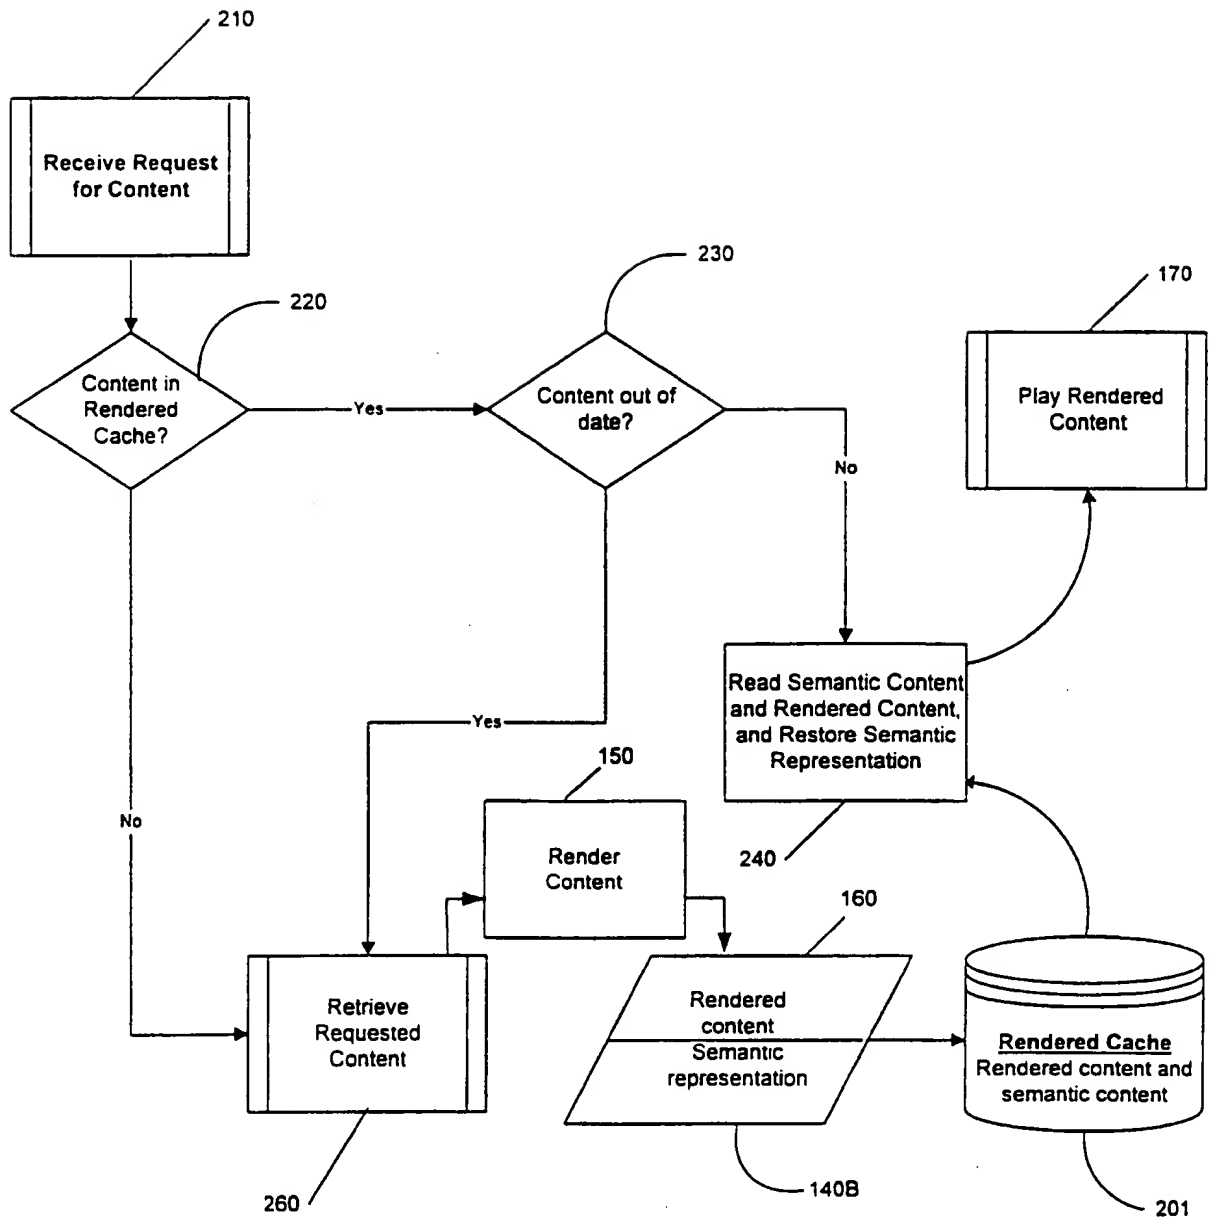 210
Receive Request
for Content
220
Content in
Rendered
Cache?
Yes
230
Content out of
date?
No
170
Play Rendered
Content
Read Semantic Content
and Rendered Content,
and Restore Semantic
Representation
240
Yes
No
150
Render
Content
160
Retrieve
Requested
Content
260
Rendered
content
Semantic
representation
140B
Rendered Cache
Rendered content and
semantic content
201